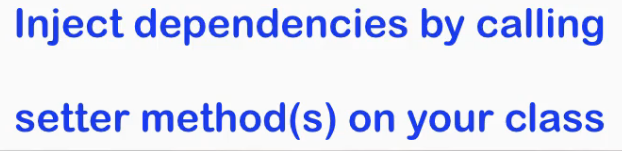 Inject dependencies by calling
setter method(s) on your class